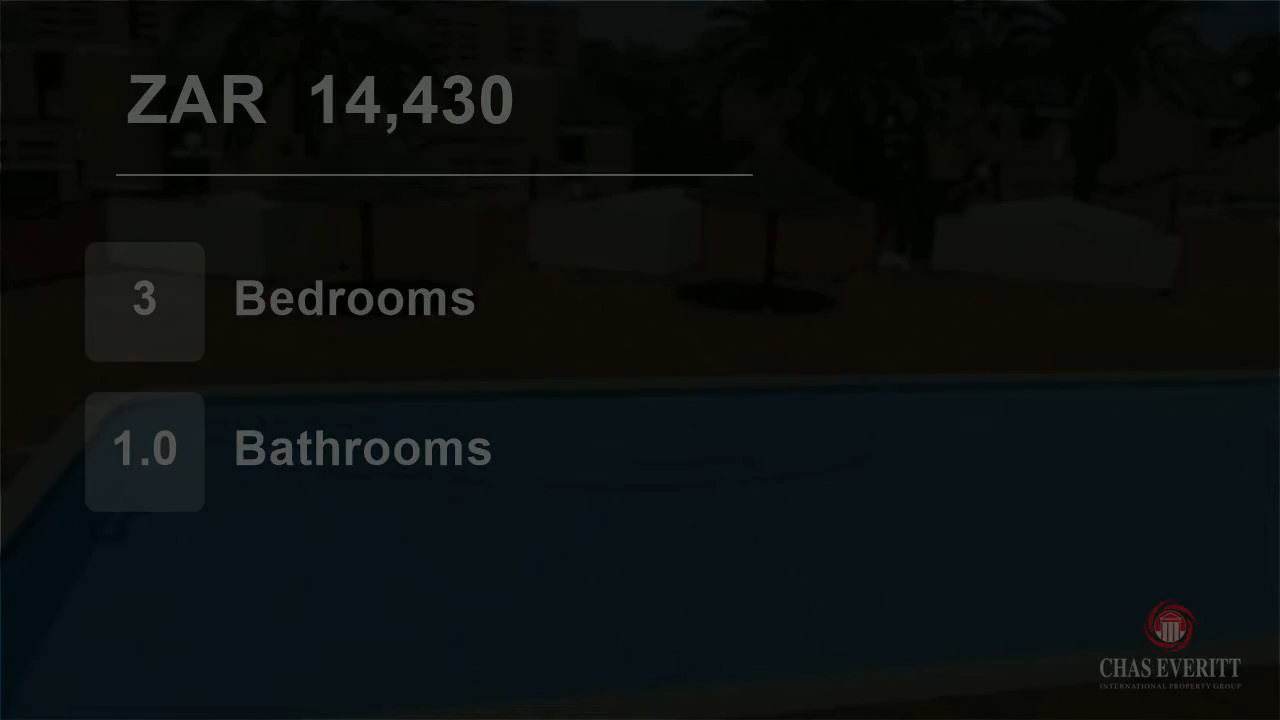 ZAR 14,430
3 Bedrooms
1.0 Bathrooms
CHAS EVERITT
INTERNATIONAL PROPERTY GROUP